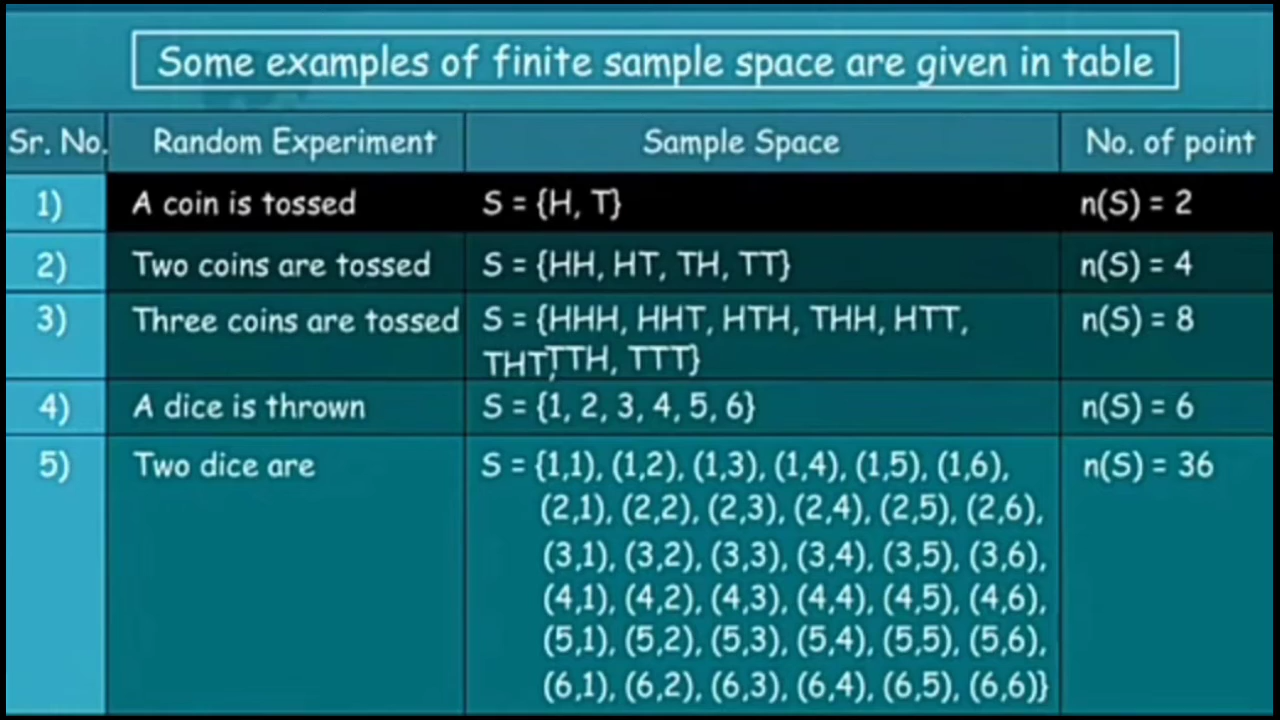 Some examples of finite sample space are given in table
Sr. No. Random Experiment Sample Space No. of point
1) A coin is tossed S = {H, T} n(S) = 2
2) Two coins are tossed S = {HH, HT, TH, TT} n(S) = 4
3) Three coins are tossed S = {HHH, HHT, HTH, THH, HTT, n(S) = 8
THT, TTH, TTT}
4) A dice is thrown S = {1, 2, 3, 4, 5, 6} n(S) = 6
5) Two dice are S = {1,1), (1,2), (1,3), (1,4), (1,5), (1,6), n(S) = 36
(2,1), (2,2), (2,3), (2,4), (2,5), (2,6),
(3,1), (3,2), (3,3), (3,4), (3,5), (3,6),
(4,1), (4,2), (4,3), (4,4), (4,5), (4,6),
(5,1), (5,2), (5,3), (5,4), (5,5), (5,6),
(6,1), (6,2), (6,3), (6,4), (6,5), (6,6)}